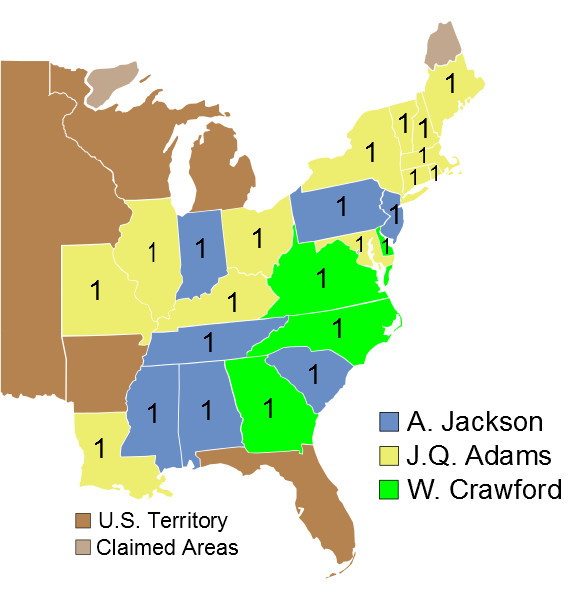 1
1 1
1 1
1 1
1 1
1 1 1 1 1
1 1
1
1
1
1
1 1 1
A. Jackson
1
J.Q. Adams
W. Crawford
U.S. Territory
Claimed Areas